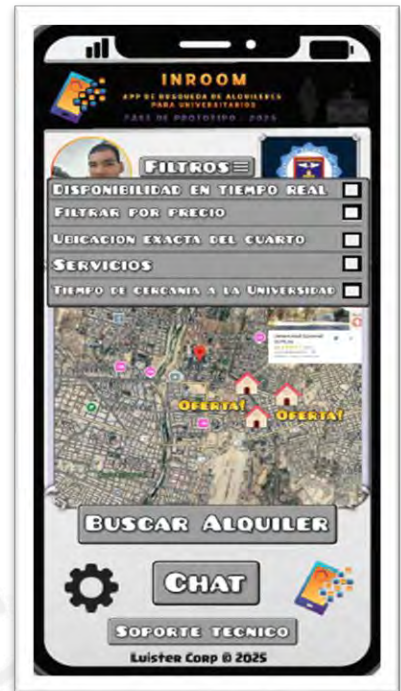 INROOM
APP DE BUSQUEDA DE ALQUILERES
PARA UNIVERSITARIOS
FASE DE PROTOTIPO - 2025
FILTROS
DISPONIBILIDAD EN TIEMPO REAL
FILTRAR POR PRECIO
UBICACION EXACTA DEL CUARTO
SERVICIOS
TIEMPO DE CERCANIA A LA UNIVERSIDAD
OFERTA!
OFERTA!
BUSCAR ALQUILER
CHAT
SOPORTE TECNICO
Luister Corp © 2025